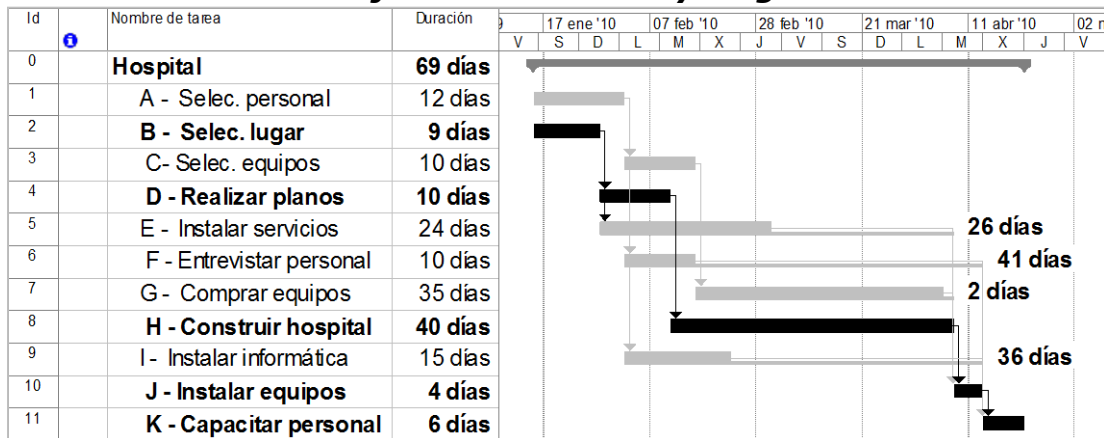 Id Nombre de tarea Duración 9 17 ene '10 07 feb '10 28 feb '10 21 mar '10 11 abr '10 02 m
V S D L M X J V S D L M X J V
0 Hospital 69 días
1 A - Selec. personal 12 días
2 B - Selec. lugar 9 días
3 C- Selec. equipos 10 días
4 D - Realizar planos 10 días
5 E - Instalar servicios 24 días 26 días
6 F - Entrevistar personal 10 días 41 días
7 G - Comprar equipos 35 días 2 días
8 H - Construir hospital 40 días
9 I - Instalar informática 15 días 36 días
10 J - Instalar equipos 4 días
11 K - Capacitar personal 6 días